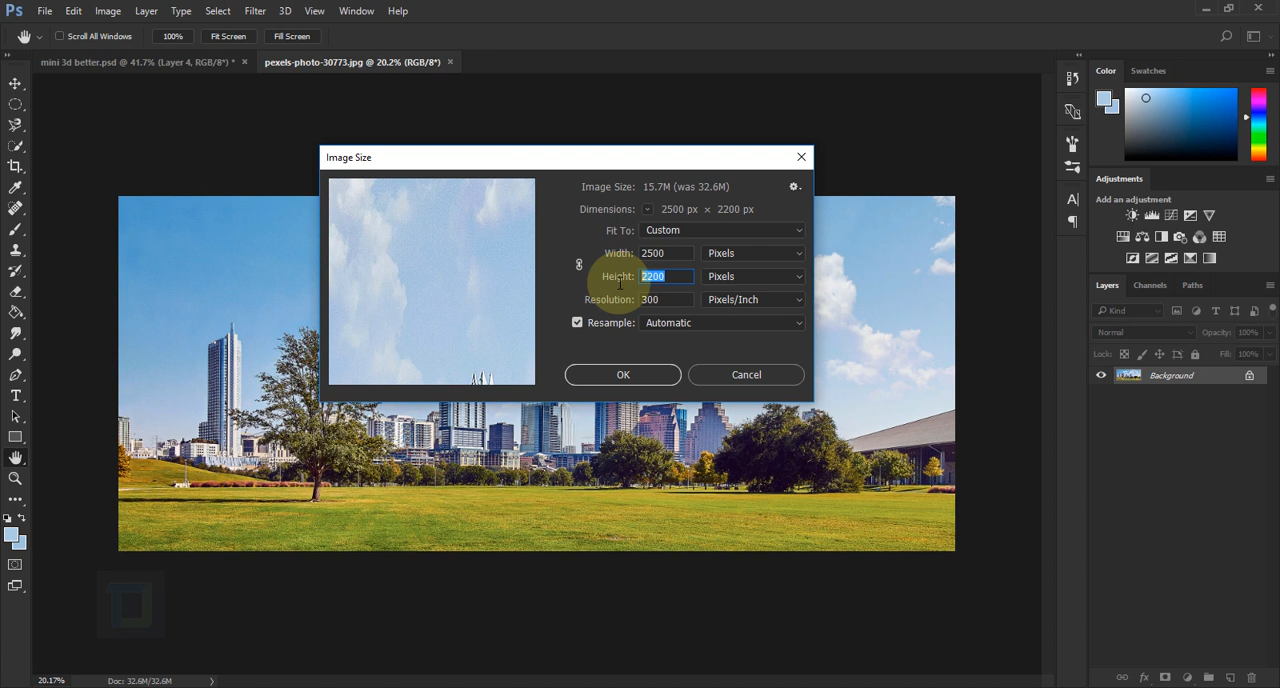 Ps File Edit Image Layer Type Select Filter 3D View Window Help
Scroll All Windows 100% Fit Screen Fill Screen
mini 3d better.psd @ 41.7% (Layer 4, RGB/8*) * × pexels-photo-30773.jpg @ 20.2% (RGB/8*) ×
Color Swatches
Image Size
Adjustments
Image Size: 15.7M (was 32.6M)
Add an adjustment
Dimensions: 2500 px × 2200 px
Fit To: Custom
Width: 2500 Pixels
Height: 2200 Pixels
Layers Channels Paths
Resolution: 300 Pixels/Inch
Kind
Resample: Automatic
Normal Opacity: 100%
Lock: Fill: 100%
OK Cancel
Background
20.17% Doc: 32.6M/32.6M